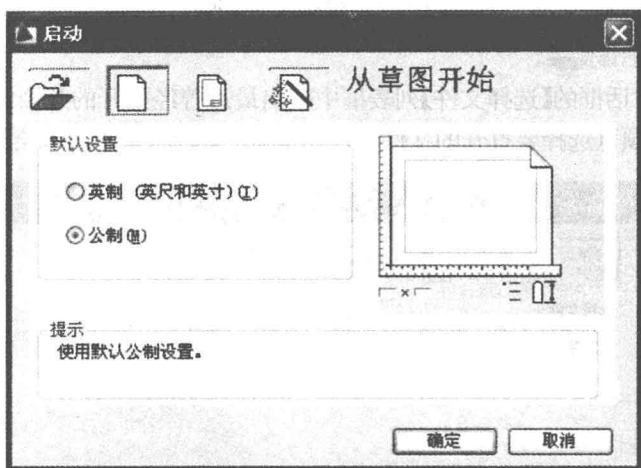 启动
从草图开始
默认设置
英制 (英尺和英寸)(I)
公制(M)
提示
使用默认公制设置。
确定
取消